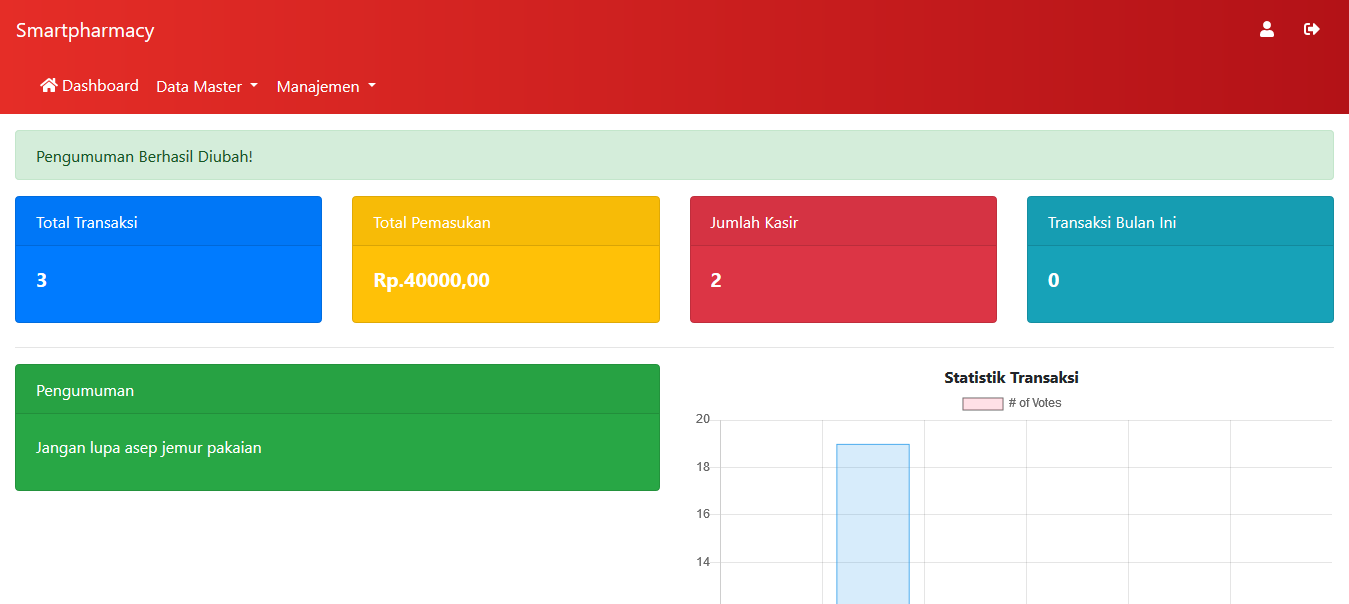 Smartpharmacy
Dashboard Data Master Manajemen
Pengumuman Berhasil Diubah!
Total Transaksi
3
Total Pemasukan
Rp.40000,00
Jumlah Kasir
2
Transaksi Bulan Ini
0
Pengumuman
Jangan lupa asep jemur pakaian
Statistik Transaksi
# of Votes
20
18
16
14